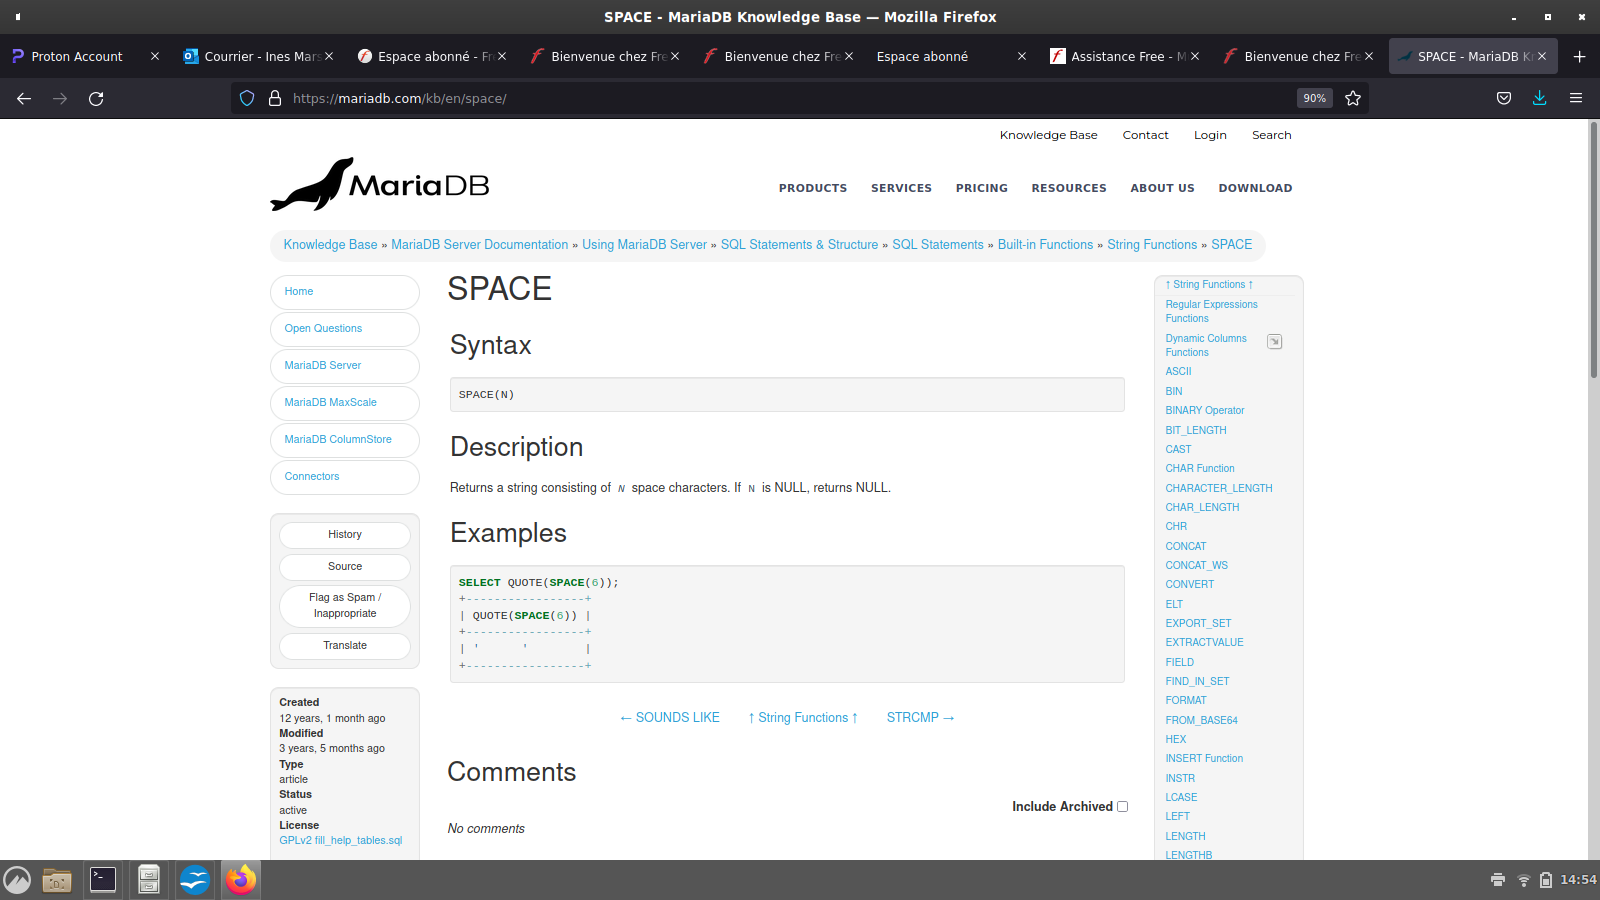 SPACE - MariaDB Knowledge Base — Mozilla Firefox
Proton Account
Courrier - Ines Mars
Espace abonné - Fr
Bienvenue chez Fre
Bienvenue chez Fre
Espace abonné
Assistance Free - M
Bienvenue chez Fre
SPACE - MariaDB Kn
https://mariadb.com/kb/en/space/
90%
Knowledge Base Contact Login Search
MariaDB
PRODUCTS SERVICES PRICING RESOURCES ABOUT US DOWNLOAD
Knowledge Base » MariaDB Server Documentation » Using MariaDB Server » SQL Statements & Structure » SQL Statements » Built-in Functions » String Functions » SPACE
Home
Open Questions
MariaDB Server
MariaDB MaxScale
MariaDB ColumnStore
Connectors
History
Source
Flag as Spam /
Inappropriate
Translate
Created
12 years, 1 month ago
Modified
3 years, 5 months ago
Type
article
Status
active
License
GPLv2 fill_help_tables.sql
SPACE
Syntax
SPACE(N)
Description
Returns a string consisting of N space characters. If N is NULL, returns NULL.
Examples
SELECT QUOTE(SPACE(6));
+-----------------+
| QUOTE(SPACE(6)) |
+-----------------+
| '      '        |
+-----------------+
← SOUNDS LIKE ↑ String Functions ↑ STRCMP →
Comments
Include Archived
No comments
↑ String Functions ↑
Regular Expressions
Functions
Dynamic Columns
Functions
ASCII
BIN
BINARY Operator
BIT_LENGTH
CAST
CHAR Function
CHARACTER_LENGTH
CHAR_LENGTH
CHR
CONCAT
CONCAT_WS
CONVERT
ELT
EXPORT_SET
EXTRACTVALUE
FIELD
FIND_IN_SET
FORMAT
FROM_BASE64
HEX
INSERT Function
INSTR
LCASE
LEFT
LENGTH
LENGTHB
14:54